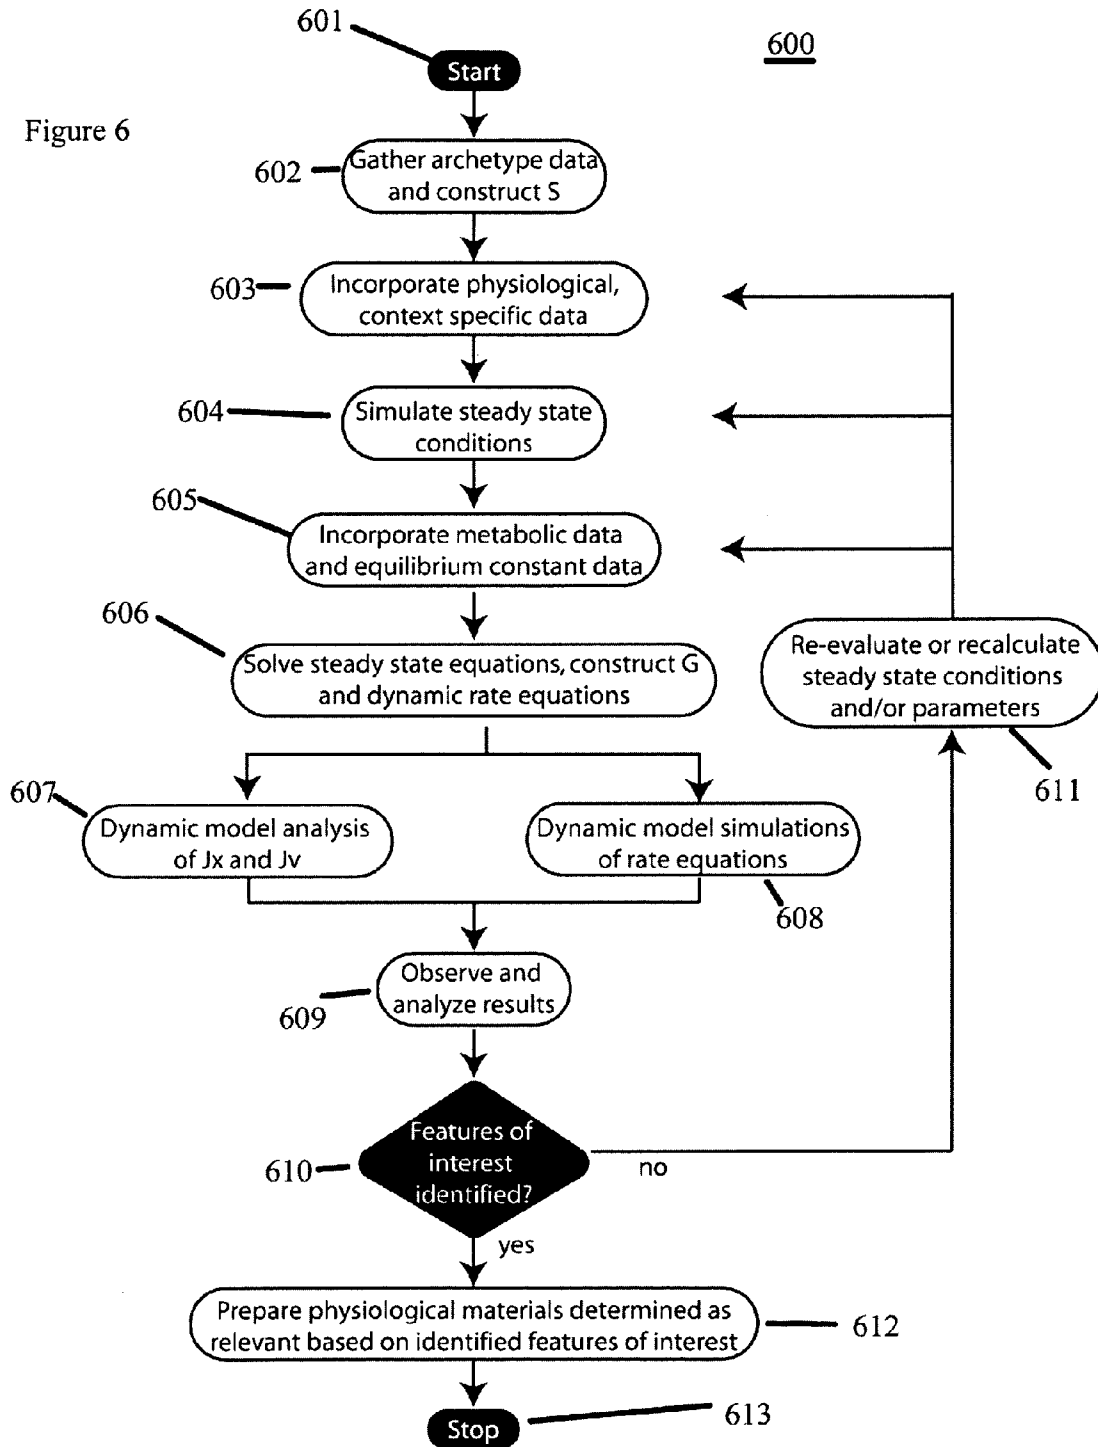 601
600
Start
Figure 6
602
Gather archetype data
and construct S
603
Incorporate physiological,
context specific data
604
Simulate steady state
conditions
605
Incorporate metabolic data
and equilibrium constant data
606
Solve steady state equations, construct G
and dynamic rate equations
Re-evaluate or recalculate
steady state conditions
and/or parameters
611
607
Dynamic model analysis
of Jx and Jv
Dynamic model simulations
of rate equations
608
Observe and
analyze results
609
Features of
interest
identified?
610
no
yes
Prepare physiological materials determined as
relevant based on identified features of interest
612
Stop
613